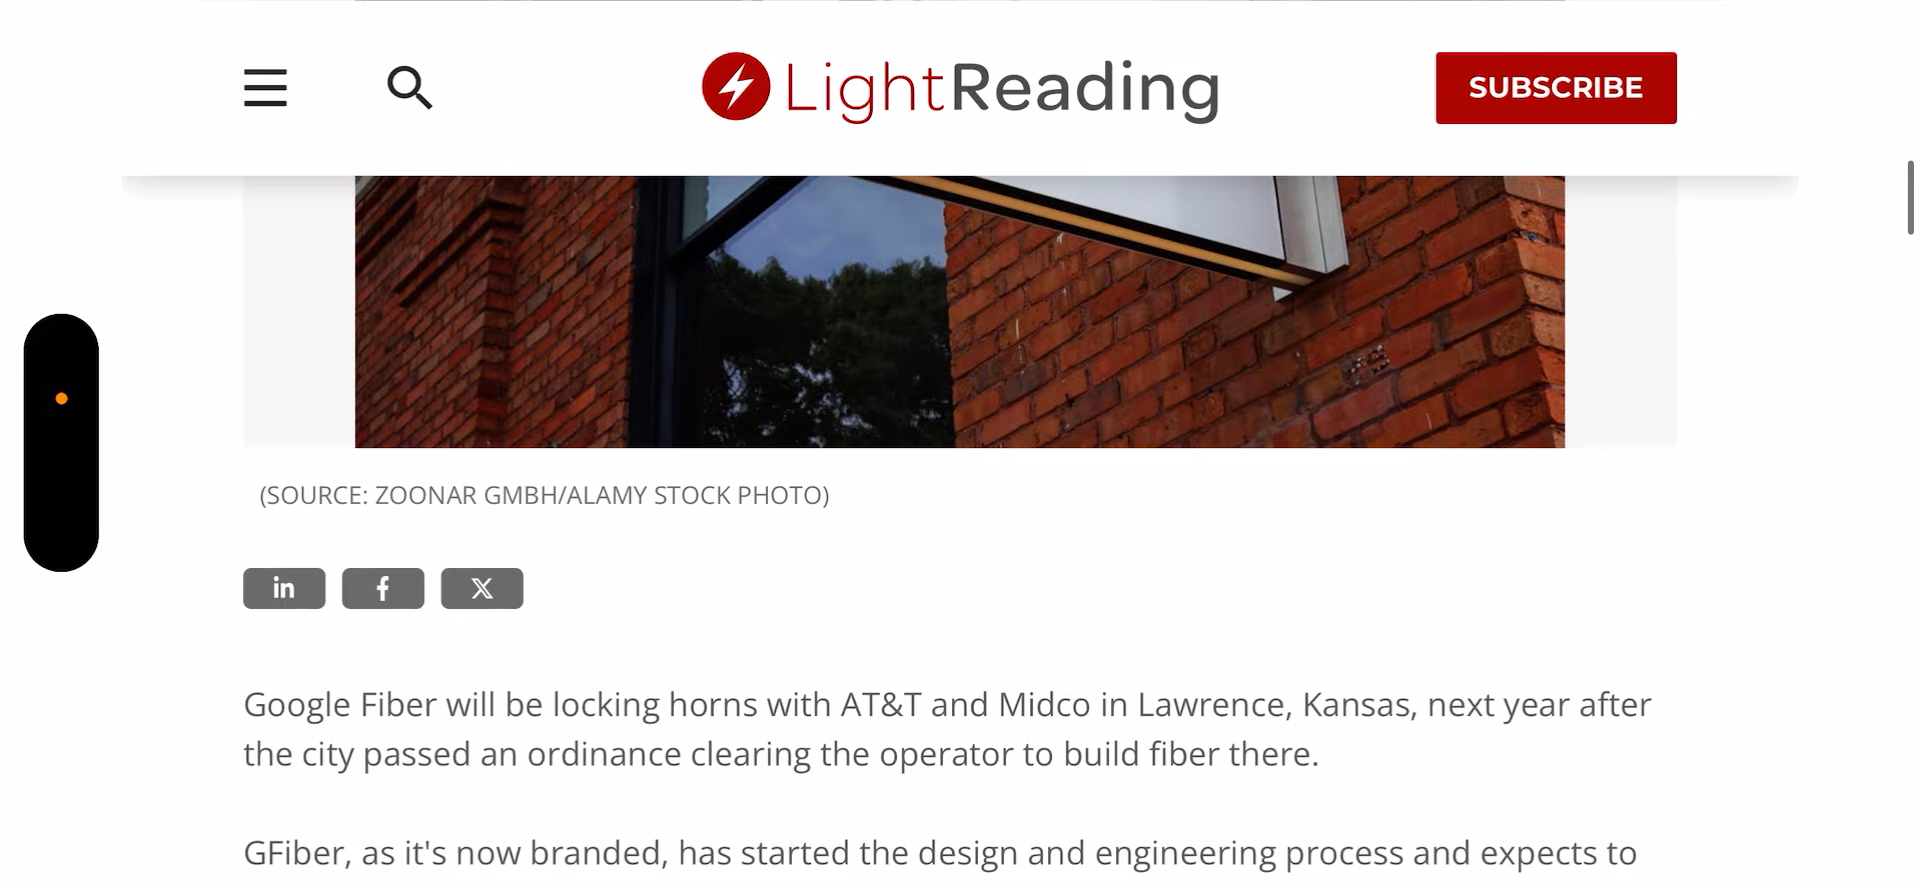 LightReading
SUBSCRIBE
(SOURCE: ZOONAR GMBH/ALAMY STOCK PHOTO)
in f X
Google Fiber will be locking horns with AT&T and Midco in Lawrence, Kansas, next year after
the city passed an ordinance clearing the operator to build fiber there.
GFiber, as it's now branded, has started the design and engineering process and expects to